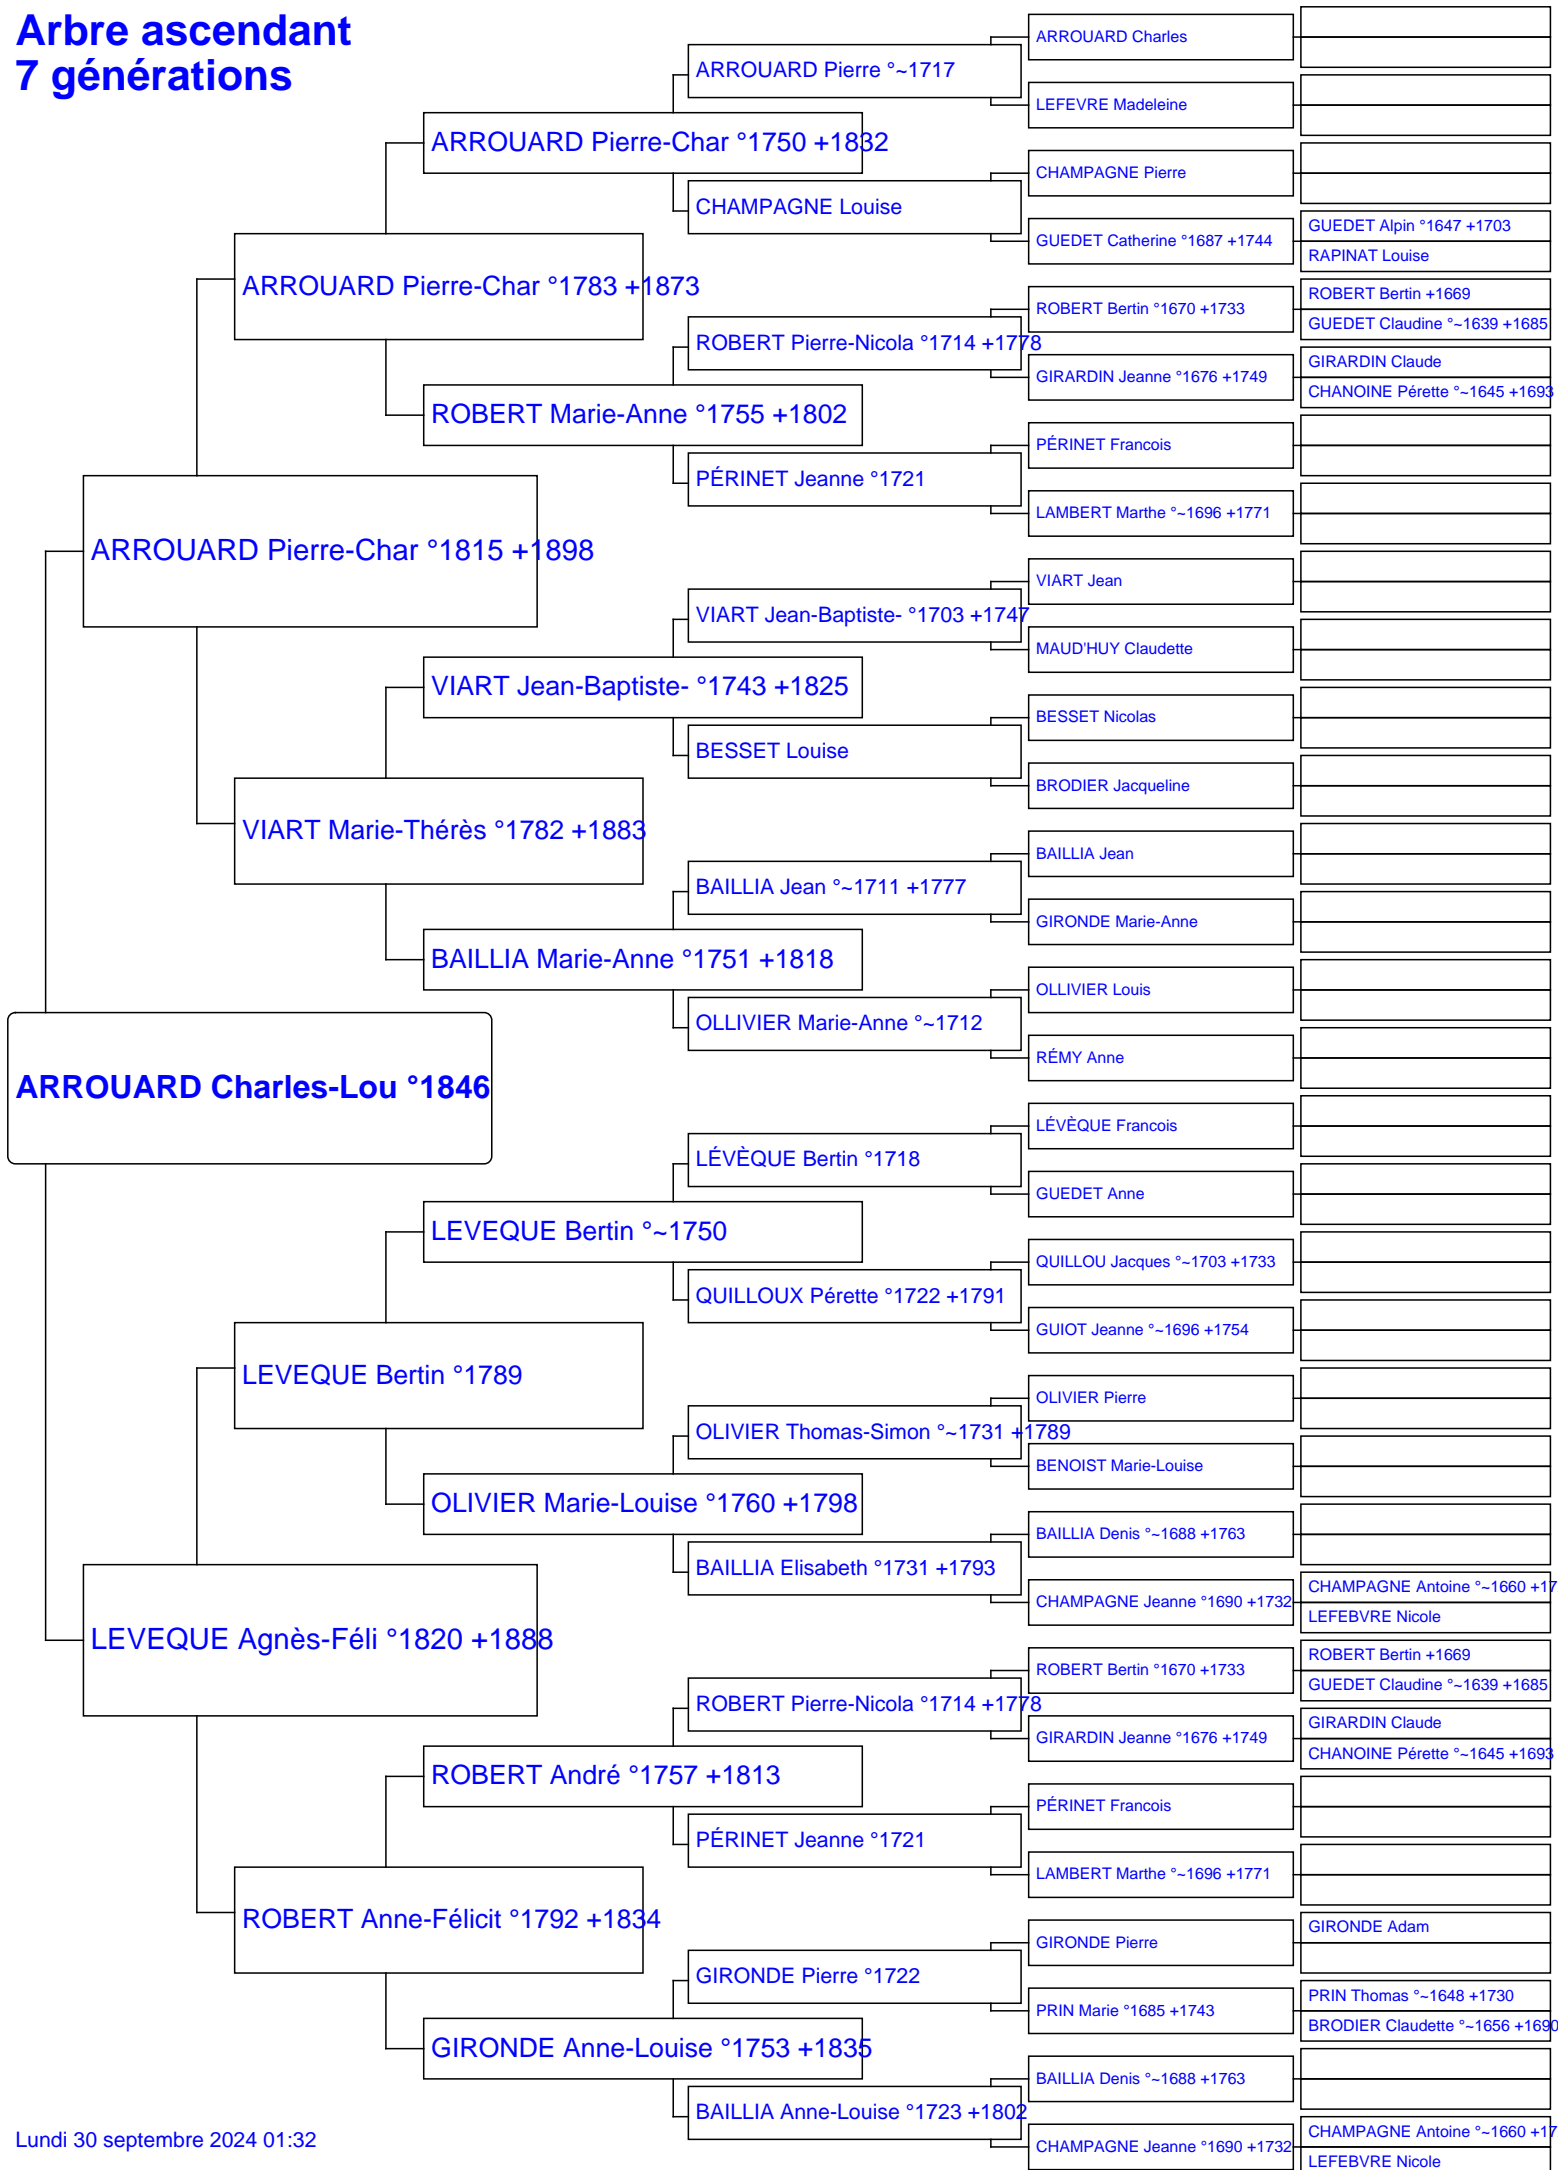 Arbre ascendant
7 générations
ARROUARD Charles-Lou °1846
ARROUARD Pierre-Char °1815 +1898
LEVEQUE Agnès-Féli °1820 +1888
ARROUARD Pierre-Char °1783 +1873
VIART Marie-Thérès °1782 +1883
LEVEQUE Bertin °1789
ROBERT Anne-Félicit °1792 +1834
ARROUARD Pierre-Char °1750 +1832
ROBERT Marie-Anne °1755 +1802
VIART Jean-Baptiste- °1743 +1825
BAILLIA Marie-Anne °1751 +1818
LEVEQUE Bertin °~1750
OLIVIER Marie-Louise °1760 +1798
ROBERT André °1757 +1813
GIRONDE Anne-Louise °1753 +1835
ARROUARD Pierre °~1717
CHAMPAGNE Louise
ROBERT Pierre-Nicola °1714 +1778
PÉRINET Jeanne °1721
VIART Jean-Baptiste- °1703 +1747
BESSET Louise
BAILLIA Jean °~1711 +1777
OLLIVIER Marie-Anne °~1712
LÉVÈQUE Bertin °1718
QUILLOUX Pérette °1722 +1791
OLIVIER Thomas-Simon °~1731 +1789
BAILLIA Elisabeth °1731 +1793
ROBERT Pierre-Nicola °1714 +1778
PÉRINET Jeanne °1721
GIRONDE Pierre °1722
BAILLIA Anne-Louise °1723 +1802
ARROUARD Charles
LEFEVRE Madeleine
CHAMPAGNE Pierre
GUEDET Catherine °1687 +1744
ROBERT Bertin °1670 +1733
GIRARDIN Jeanne °1676 +1749
PÉRINET Francois
LAMBERT Marthe °~1696 +1771
VIART Jean
MAUD'HUY Claudette
BESSET Nicolas
BRODIER Jacqueline
BAILLIA Jean
GIRONDE Marie-Anne
OLLIVIER Louis
RÉMY Anne
LÉVÈQUE Francois
GUEDET Anne
QUILLOU Jacques °~1703 +1733
GUIOT Jeanne °~1696 +1754
OLIVIER Pierre
BENOIST Marie-Louise
BAILLIA Denis °~1688 +1763
CHAMPAGNE Jeanne °1690 +1732
ROBERT Bertin °1670 +1733
GIRARDIN Jeanne °1676 +1749
PÉRINET Francois
LAMBERT Marthe °~1696 +1771
GIRONDE Pierre
PRIN Marie °1685 +1743
BAILLIA Denis °~1688 +1763
CHAMPAGNE Jeanne °1690 +1732
GUEDET Alpin °1647 +1703
RAPINAT Louise
ROBERT Bertin +1669
GUEDET Claudine °~1639 +1685
GIRARDIN Claude
CHANOINE Pérette °~1645 +1693
CHAMPAGNE Antoine °~1660 +17
LEFEBVRE Nicole
ROBERT Bertin +1669
GUEDET Claudine °~1639 +1685
GIRARDIN Claude
CHANOINE Pérette °~1645 +1693
GIRONDE Adam
PRIN Thomas °~1648 +1730
BRODIER Claudette °~1656 +1690
CHAMPAGNE Antoine °~1660 +17
LEFEBVRE Nicole
Lundi 30 septembre 2024 01:32